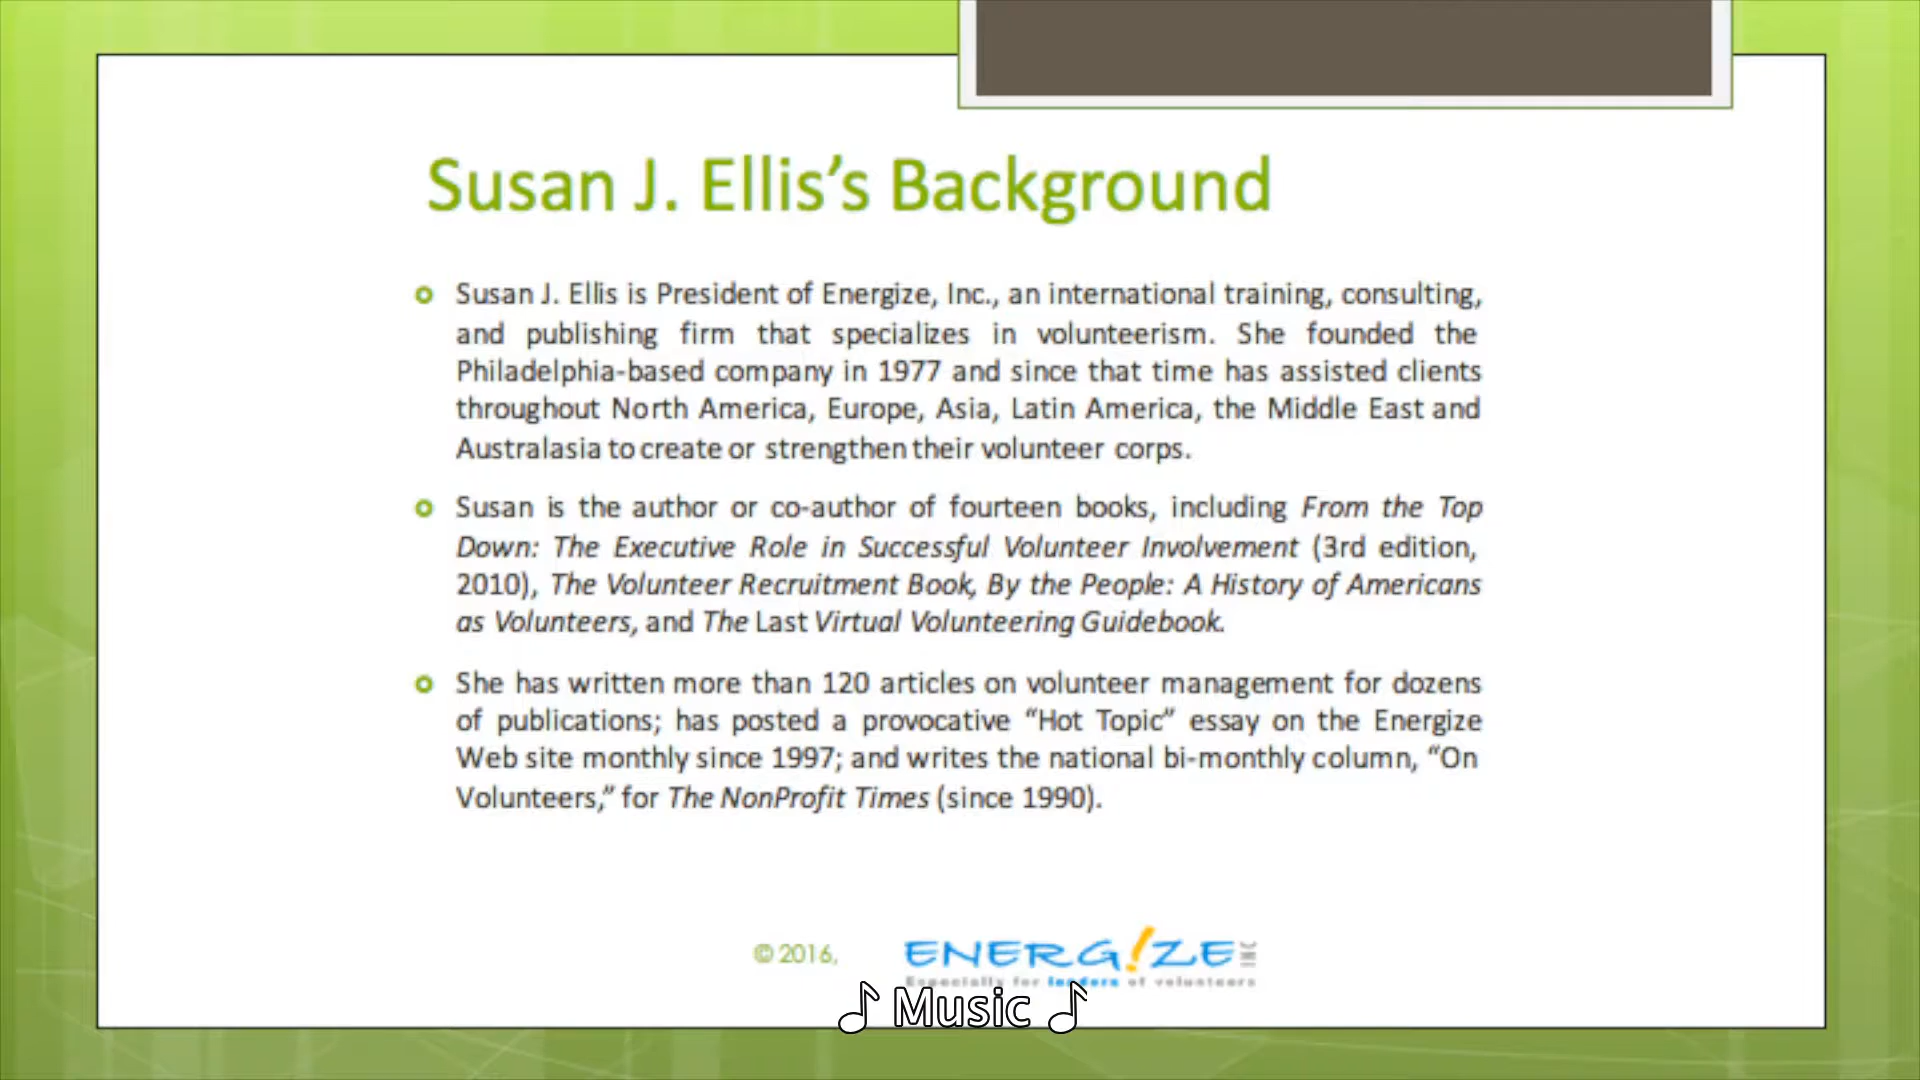 Susan J. Ellis’s Background
Susan J. Ellis is President of Energize, Inc., an international training, consulting,
and publishing firm that specializes in volunteerism. She founded the
Philadelphia-based company in 1977 and since that time has assisted clients
throughout North America, Europe, Asia, Latin America, the Middle East and
Australasia to create or strengthen their volunteer corps.
Susan is the author or co-author of fourteen books, including From the Top
Down: The Executive Role in Successful Volunteer Involvement (3rd edition,
2010), The Volunteer Recruitment Book, By the People: A History of Americans
as Volunteers, and The Last Virtual Volunteering Guidebook.
She has written more than 120 articles on volunteer management for dozens
of publications; has posted a provocative “Hot Topic” essay on the Energize
Web site monthly since 1997; and writes the national bi-monthly column, “On
Volunteers,” for The NonProfit Times (since 1990).
© 2016, ENERG!ZE INC
Especially for leaders of volunteers
♪ Music ♪